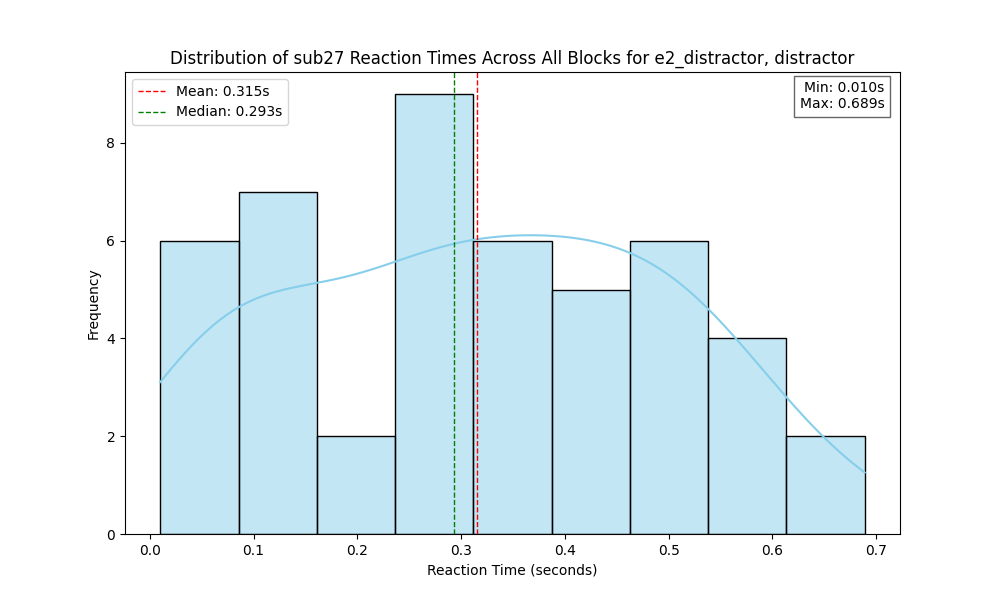 Distribution of sub27 Reaction Times Across All Blocks for e2_distractor, distractor
Mean: 0.315s
Median: 0.293s
Min: 0.010s
Max: 0.689s
8
6
4
2
0
Frequency
0.0 0.1 0.2 0.3 0.4 0.5 0.6 0.7
Reaction Time (seconds)